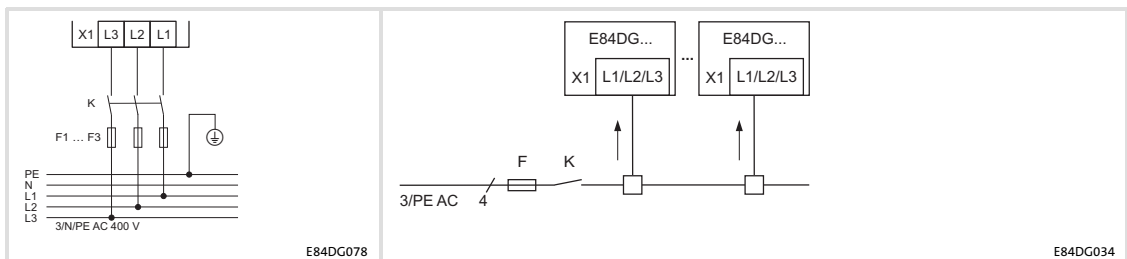 X1 L3 L2 L1
K
F1 ... F3
PE
N
L1
L2
L3
3/N/PE AC 400 V
E84DG078
E84DG... ... E84DG...
X1 L1/L2/L3 X1 L1/L2/L3
F K
3/PE AC 4
E84DG034